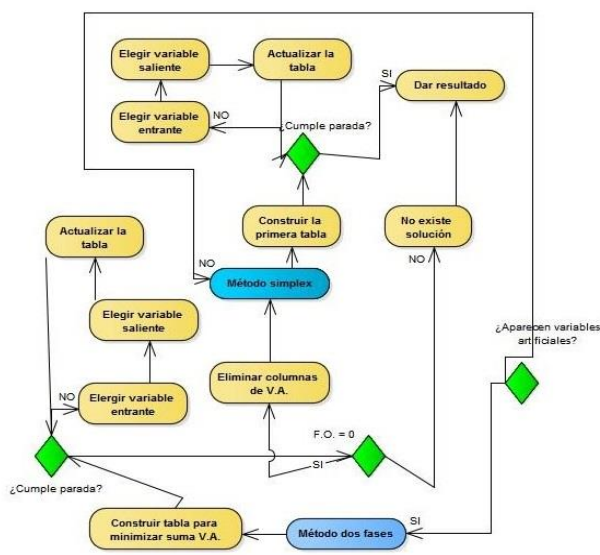 Elegir variable
saliente
Actualizar la
tabla
SI
Dar resultado
Elegir variable
entrante
NO
¿Cumple parada?
Construir la
primera tabla
No existe
solución
Actualizar la
tabla
NO
Método simplex
NO
Elegir variable
saliente
¿Aparecen variables
artificiales?
NO
Elergir variable
entrante
Eliminar columnas
de V.A.
F.O. = 0
SI
¿Cumple parada?
Construir tabla para
minimizar suma V.A.
Método dos fases
SI